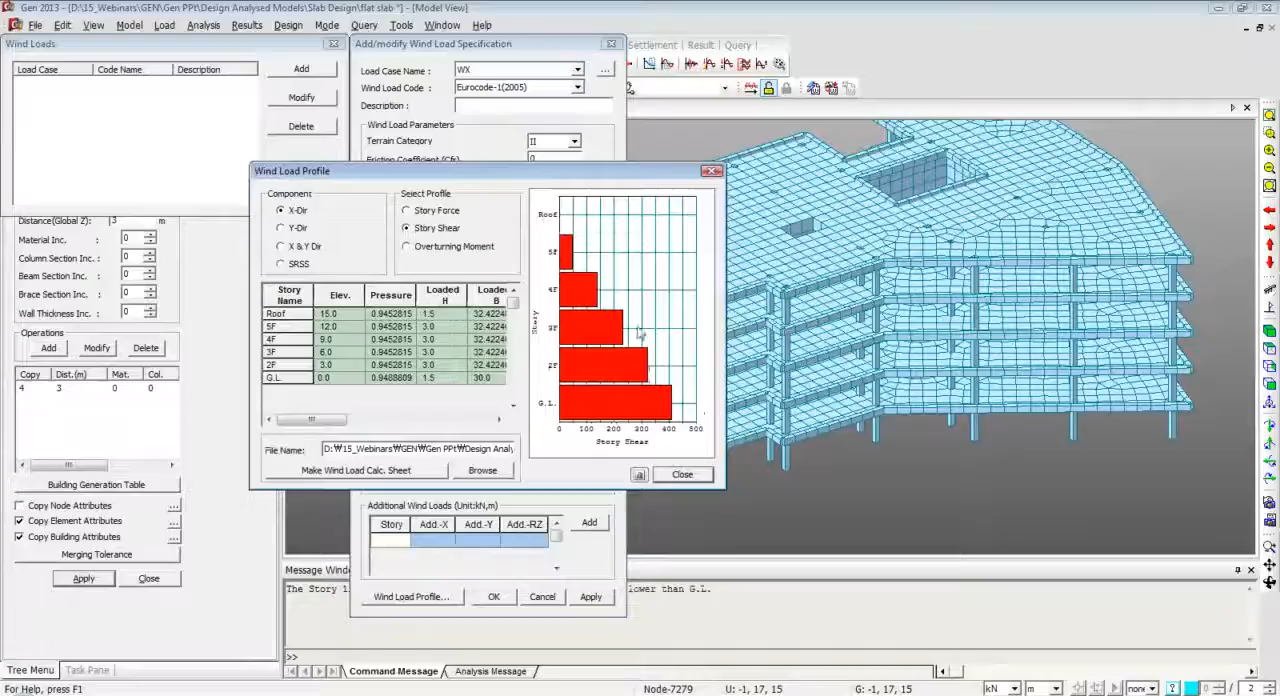 Gen 2013 - [D:\15_Webinars\GEN\Gen PPt\Design Analysed Models\Slab Design\flat slab *] - [Model View]
File Edit View Model Load Analysis Results Design Mode Query Tools Window Help
Wind Loads
Load Case Code Name Description
Add
Modify
Delete
Add/modify Wind Load Specification
Load Case Name : WX ...
Wind Load Code : Eurocode-1(2005)
Description :
Wind Load Parameters
Terrain Category II
Friction Coefficient (Cfr) 0
Settlement Result Query
Wind Load Profile
Component
X-Dir
Y-Dir
X & Y Dir
SRSS
Select Profile
Story Force
Story Shear
Overturning Moment
Story Name Elev. Pressure Loaded H Loade B
Roof 15.0 0.9452815 1.5 32.4224
5F 12.0 0.9452815 3.0 32.4224
4F 9.0 0.9452815 3.0 32.4224
3F 6.0 0.9452815 3.0 32.4224
2F 3.0 0.9452815 3.0 32.4224
G.L. 0.0 0.9488809 1.5 30.0
File Name: D:₩15_Webinars₩GEN₩Gen PPt₩Design Analy
Make Wind Load Calc. Sheet Browse
Roof
5F
4F
3F
2F
G.L.
Story
0 100 200 300 400 500
Story Shear
Close
Distance(Global Z): 3 m
Material Inc. : 0
Column Section Inc. : 0
Beam Section Inc. : 0
Brace Section Inc. : 0
Wall Thickness Inc. : 0
Operations
Add Modify Delete
Copy Dist.(m) Mat. Col.
4 3 0 0
Building Generation Table
Copy Node Attributes ...
Copy Element Attributes ...
Copy Building Attributes ...
Merging Tolerance
Apply Close
Additional Wind Loads (Unit:kN,m)
Story Add.-X Add.-Y Add.-RZ
Add
Wind Load Profile... OK Cancel Apply
Message Wind
The Story 1 lower than G.L.
>>
Command Message Analysis Message
Tree Menu Task Pane
For Help, press F1 Node-7279 U: -1, 17, 15 G: -1, 17, 15 kN m none ? 0 / 2